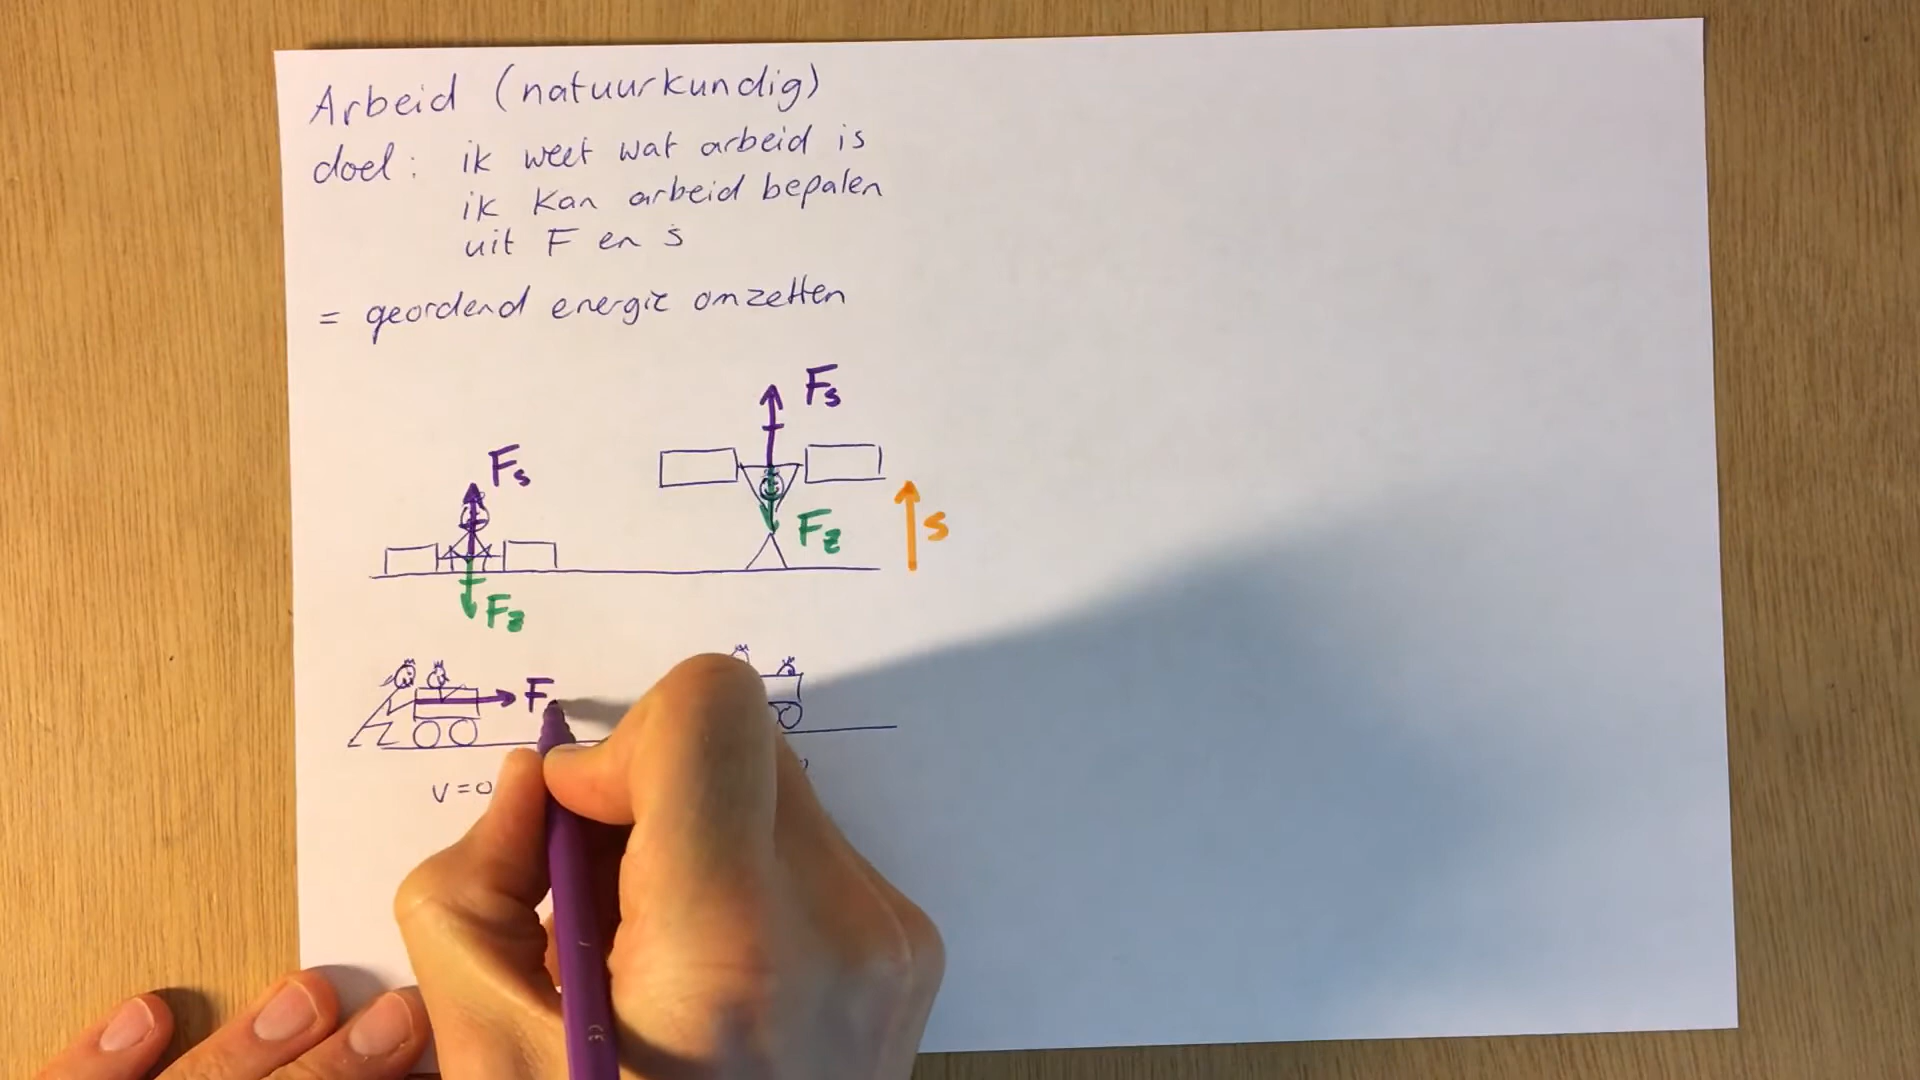 Arbeid (natuurkundig)
doel: ik weet wat arbeid is
ik kan arbeid bepalen
uit F en s
= geordend energie omzetten
Fs
Fs
Fz
s
Fz
F
v=0